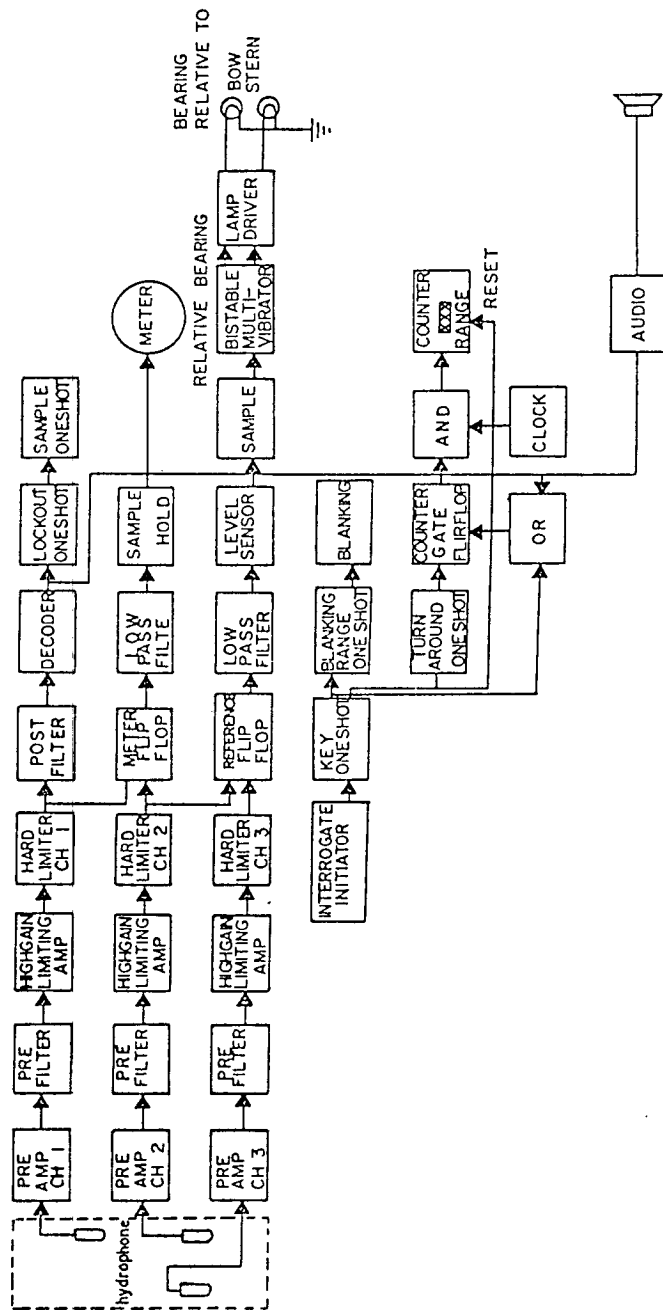 hydrophone
PRE
AMP
CH 1
PRE
FILTER
HIGHGAIN
LIMITING
AMP
HARD
LIMITER
CH 1
POST
FILTER
DECODER
LOCKOUT
ONESHOT
SAMPLE
ONESHOT
PRE
AMP
CH 2
PRE
FILTER
HIGHGAIN
LIMITING
AMP
HARD
LIMITER
CH 2
METER
FLIP
FLOP
LOW
PASS
FILTE
SAMPLE
HOLD
METER
RELATIVE BEARING
PRE
AMP
CH 3
PRE
FILTER
HIGHGAIN
LIMITING
AMP
HARD
LIMITER
CH 3
REFERENCE
FLIP
FLOP
LOW PASS
FILTER
LEVEL
SENSOR
SAMPLE
BISTABLE
MULTI-
VIBRATOR
LAMP
DRIVER
BEARING
RELATIVE TO
BOW
STERN
INTERROGATE
INITIATOR
KEY
ONESHOT
BLANKING
RANGE
ONE SHOT
BLANKING
TURN
AROUND
ONESHOT
COUNTER
GATE
FLIRFLOP
AND
COUNTER
XXX
RANGE
RESET
OR
CLOCK
AUDIO